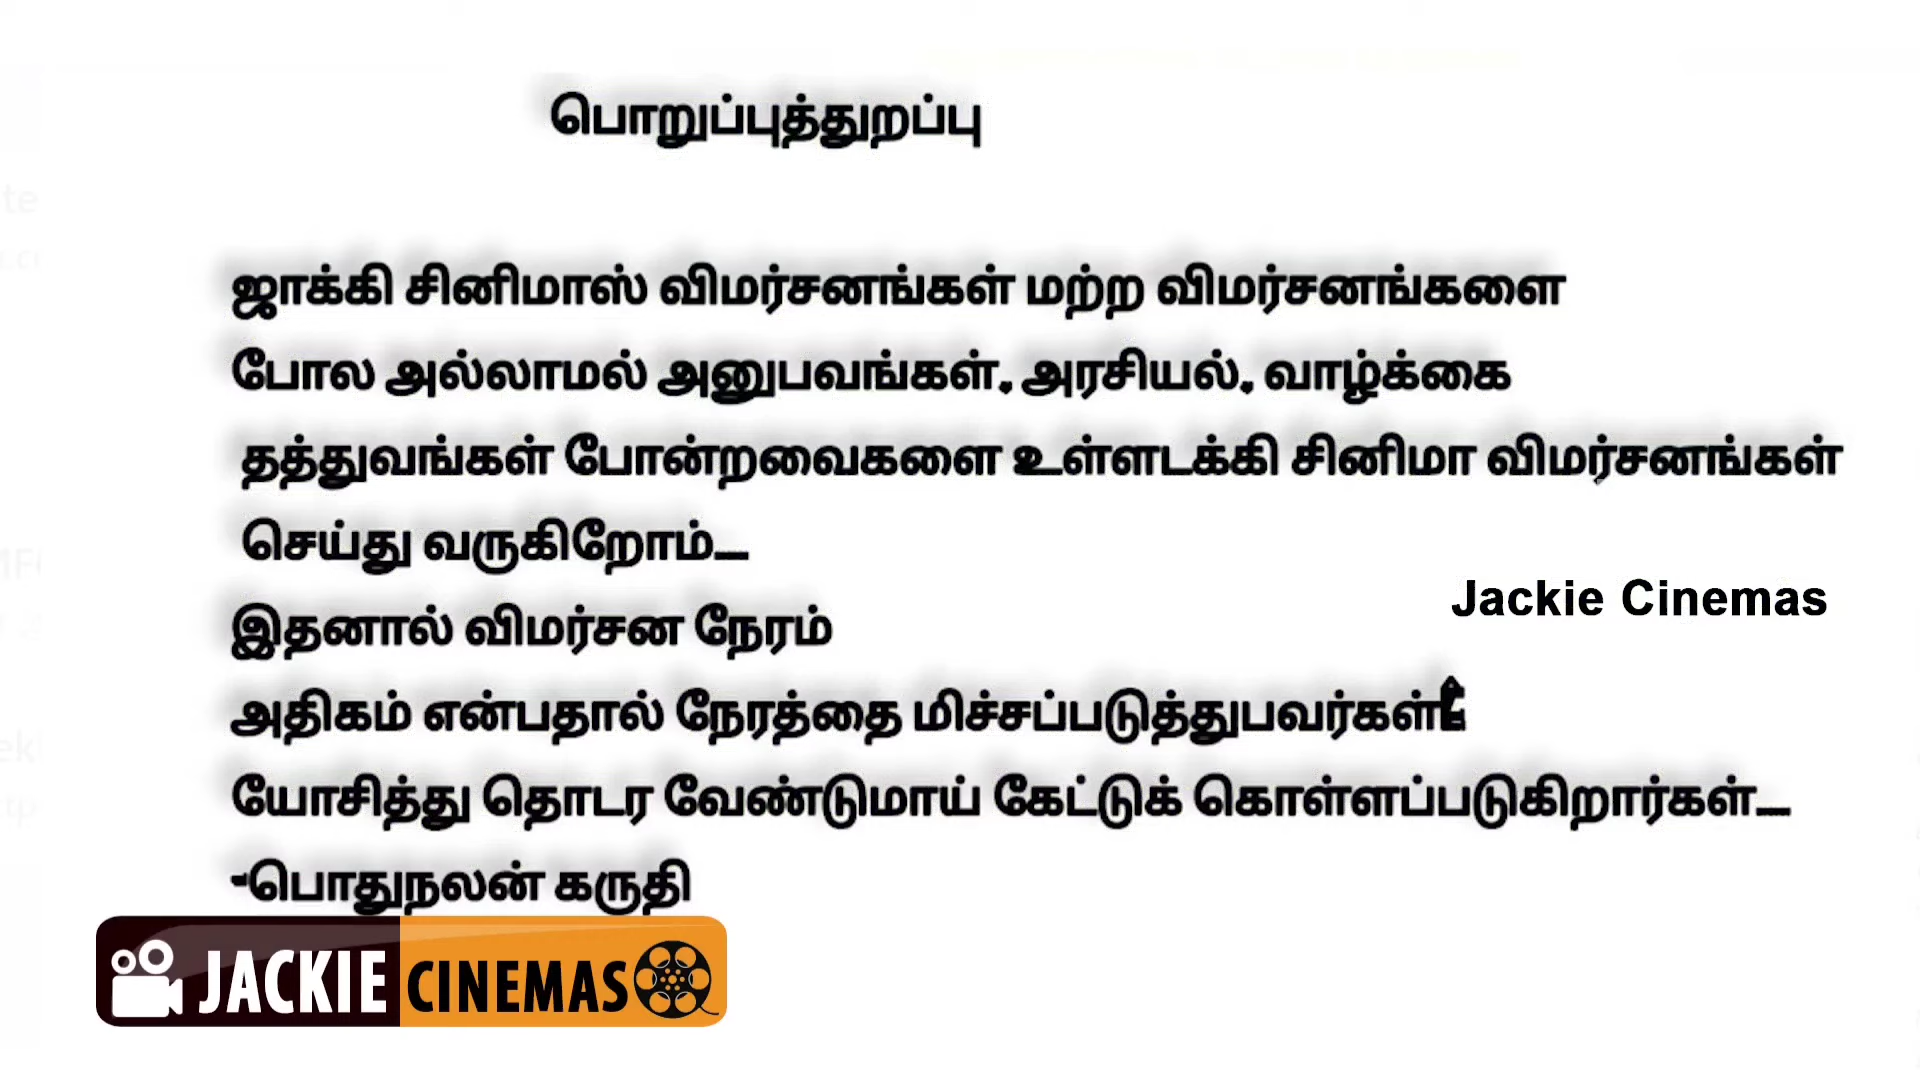 பொறுப்புத்துறப்பு
ஜாக்கி சினிமாஸ் விமர்சனங்கள் மற்ற விமர்சனங்களை
போல அல்லாமல் அனுபவங்கள், அரசியல், வாழ்க்கை
தத்துவங்கள் போன்றவைகளை உள்ளடக்கி சினிமா விமர்சனங்கள்
செய்து வருகிறோம்...
இதனால் விமர்சன நேரம்
அதிகம் என்பதால் நேரத்தை மிச்சப்படுத்துபவர்கள்
யோசித்து தொடர வேண்டுமாய் கேட்டுக் கொள்ளப்படுகிறார்கள்...
-பொதுநலன் கருதி
Jackie Cinemas
JACKIE CINEMAS